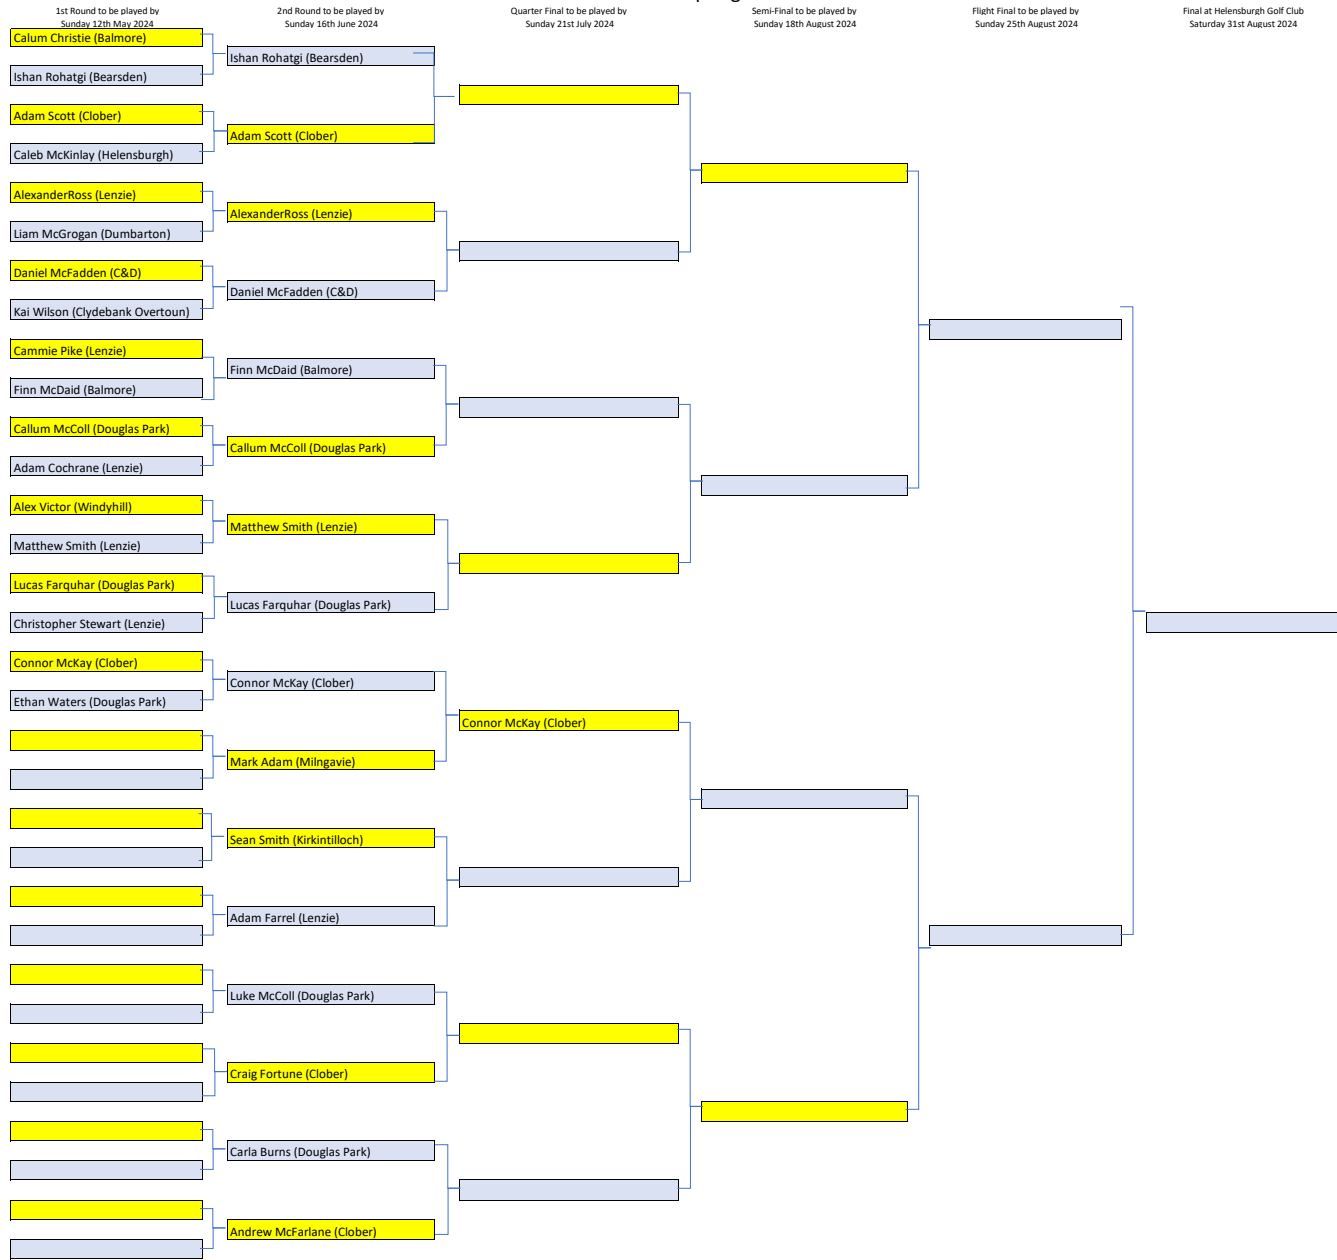 1st Round to be played by
Sunday 12th May 2024
2nd Round to be played by
Sunday 16th June 2024
Quarter Final to be played by
Sunday 21st July 2024
Semi-Final to be played by
Sunday 18th August 2024
Flight Final to be played by
Sunday 25th August 2024
Final at Helensburgh Golf Club
Saturday 31st August 2024
Calum Christie (Balmore)
Ishan Rohatgi (Bearsden)
Adam Scott (Clober)
Caleb McKinlay (Helensburgh)
AlexanderRoss (Lenzie)
Liam McGrogan (Dumbarton)
Daniel McFadden (C&D)
Kai Wilson (Clydebank Overtoun)
Cammie Pike (Lenzie)
Finn McDaid (Balmore)
Callum McColl (Douglas Park)
Adam Cochrane (Lenzie)
Alex Victor (Windyhill)
Matthew Smith (Lenzie)
Lucas Farquhar (Douglas Park)
Christopher Stewart (Lenzie)
Connor McKay (Clober)
Ethan Waters (Douglas Park)
Ishan Rohatgi (Bearsden)
Adam Scott (Clober)
AlexanderRoss (Lenzie)
Daniel McFadden (C&D)
Finn McDaid (Balmore)
Callum McColl (Douglas Park)
Matthew Smith (Lenzie)
Lucas Farquhar (Douglas Park)
Connor McKay (Clober)
Mark Adam (Milngavie)
Sean Smith (Kirkintilloch)
Adam Farrel (Lenzie)
Luke McColl (Douglas Park)
Craig Fortune (Clober)
Carla Burns (Douglas Park)
Andrew McFarlane (Clober)
Connor McKay (Clober)